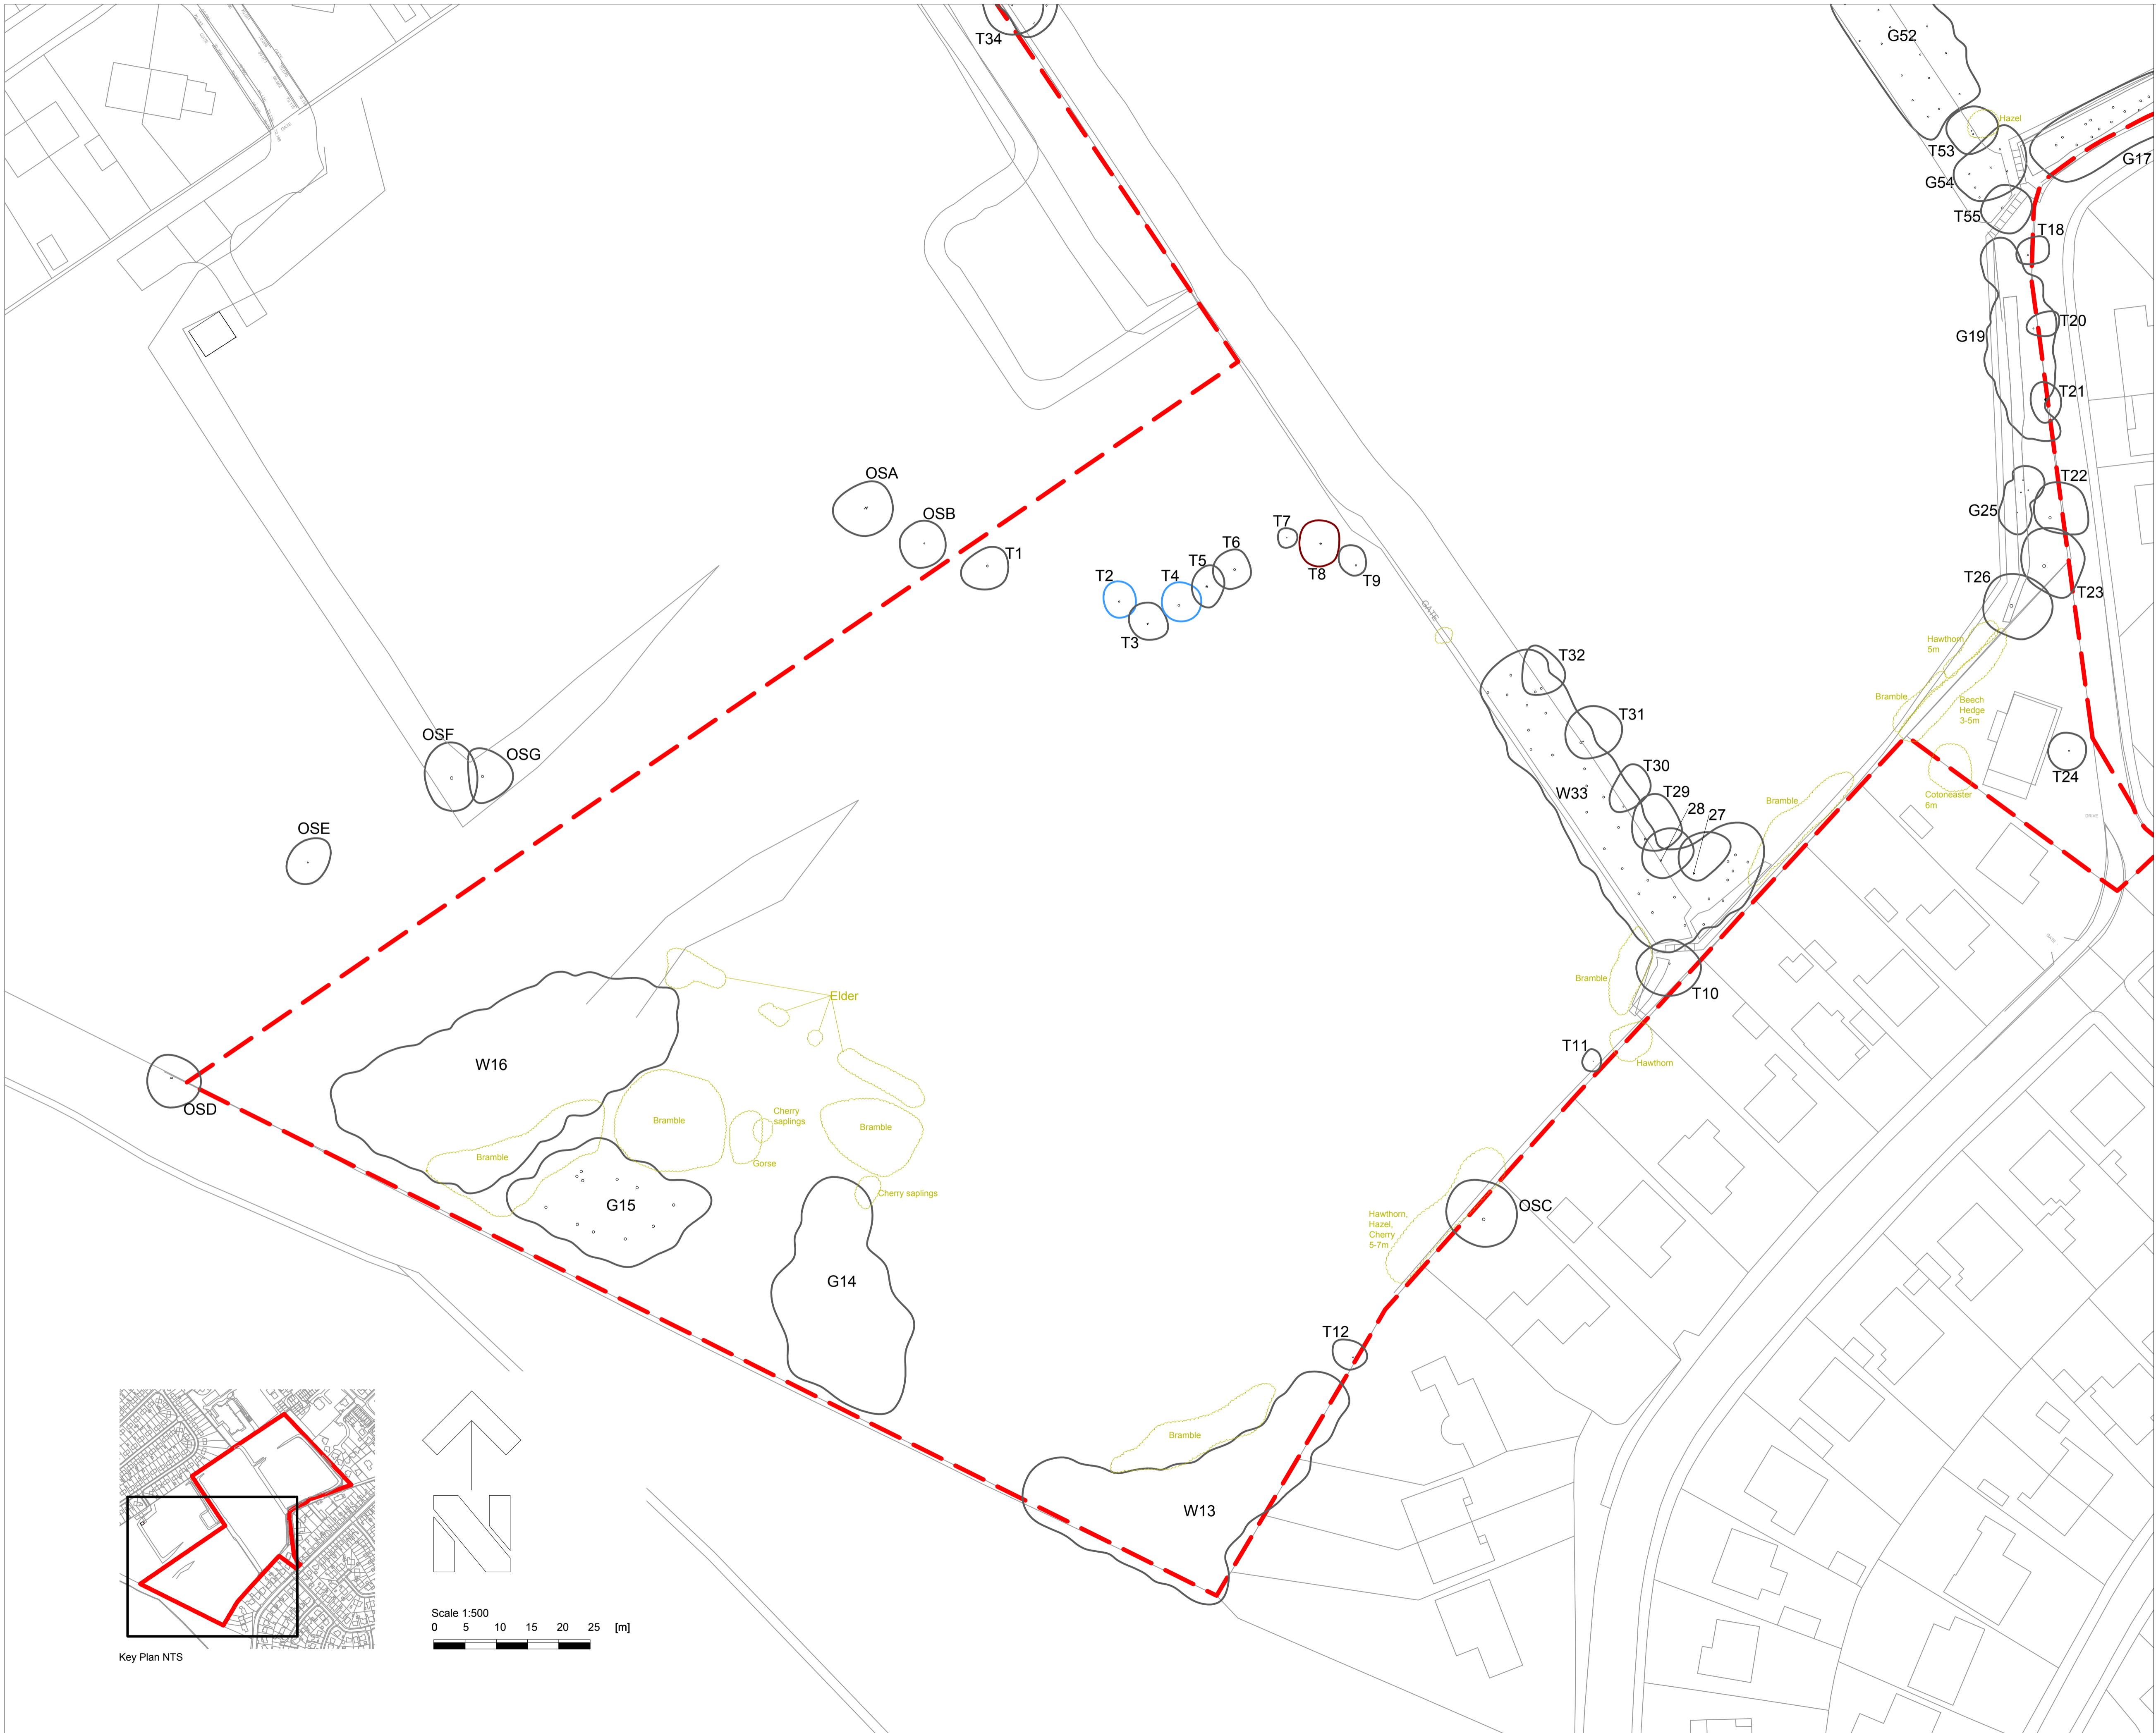 T34
G52
Hazel
T53
G17
G54
T55
T18
T20
G19
T21
OSA
T22
OSB
G25
T7
T6
T1
T5
T8
T9
T2
T4
T26
T23
GATE
T3
Hawthorn
5m
T32
Bramble
Beech
Hedge
3-5m
T31
OSF
OSG
T24
T30
T29
W33
28
27
Bramble
Cotoneaster
6m
DRIVE
OSE
GATE
Bramble
T10
Elder
T11
Hawthorn
W16
OSD
Bramble
Cherry
saplings
Bramble
Bramble
Gorse
Cherry saplings
G15
Hawthorn,
Hazel,
Cherry
5-7m
OSC
G14
T12
Bramble
W13
Scale 1:500
0 5 10 15 20 25 [m]
Key Plan NTS